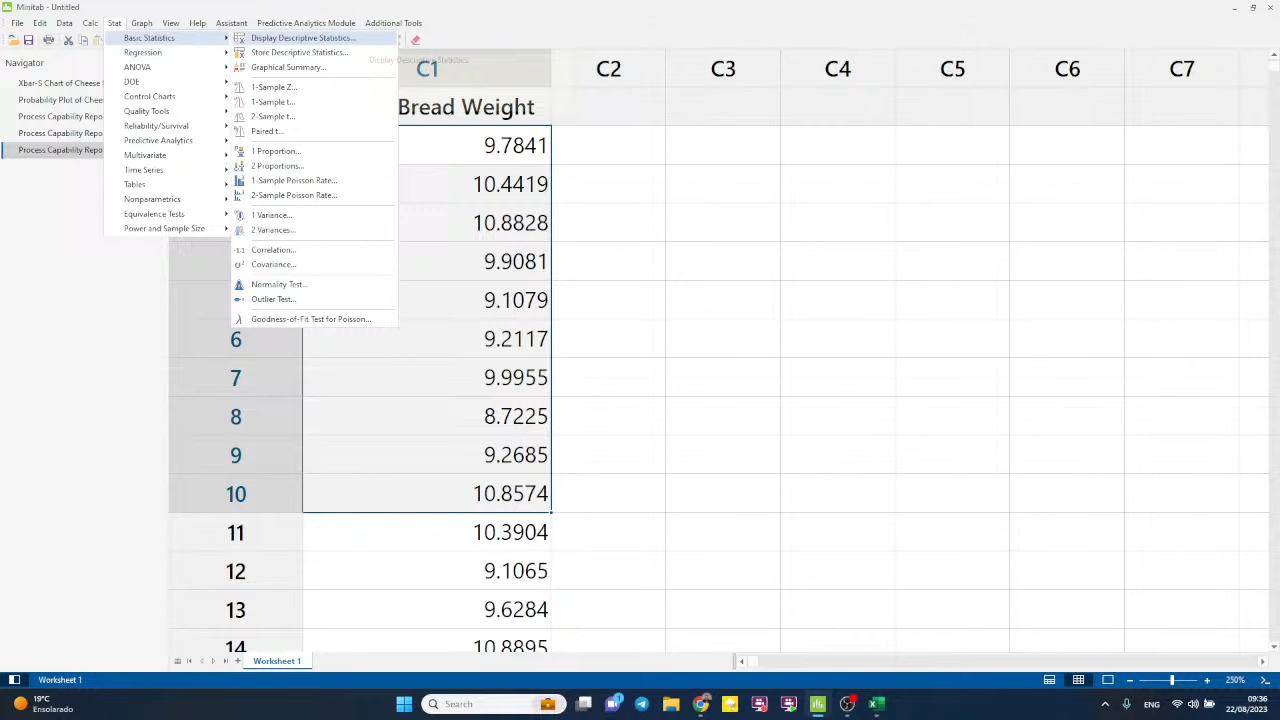 Minitab - Untitled
File Edit Data Calc Stat Graph View Help Assistant Predictive Analytics Module Additional Tools
Navigator
Xbar-S Chart of Cheese
Probability Plot of Chee
Process Capability Repo
Process Capability Repo
Process Capability Repo
Basic Statistics
Regression
ANOVA
DOE
Control Charts
Quality Tools
Reliability/Survival
Predictive Analytics
Multivariate
Time Series
Tables
Nonparametrics
Equivalence Tests
Power and Sample Size
Display Descriptive Statistics...
Store Descriptive Statistics...
Graphical Summary...
1-Sample Z...
1-Sample t...
2-Sample t...
Paired t...
1 Proportion...
2 Proportions...
1-Sample Poisson Rate...
2-Sample Poisson Rate...
1 Variance...
2 Variances...
Correlation...
Covariance...
Normality Test...
Outlier Test...
Goodness-of-Fit Test for Poisson...
Display Descriptive Statistics
C1 C2 C3 C4 C5 C6 C7
Bread Weight
9.7841
10.4419
10.8828
9.9081
9.1079
6 9.2117
7 9.9955
8 8.7225
9 9.2685
10 10.8574
11 10.3904
12 9.1065
13 9.6284
14 10.8895
Worksheet 1
Worksheet 1
250%
19°C
Ensolarado
Search
1
ENG
09:36
22/08/2023